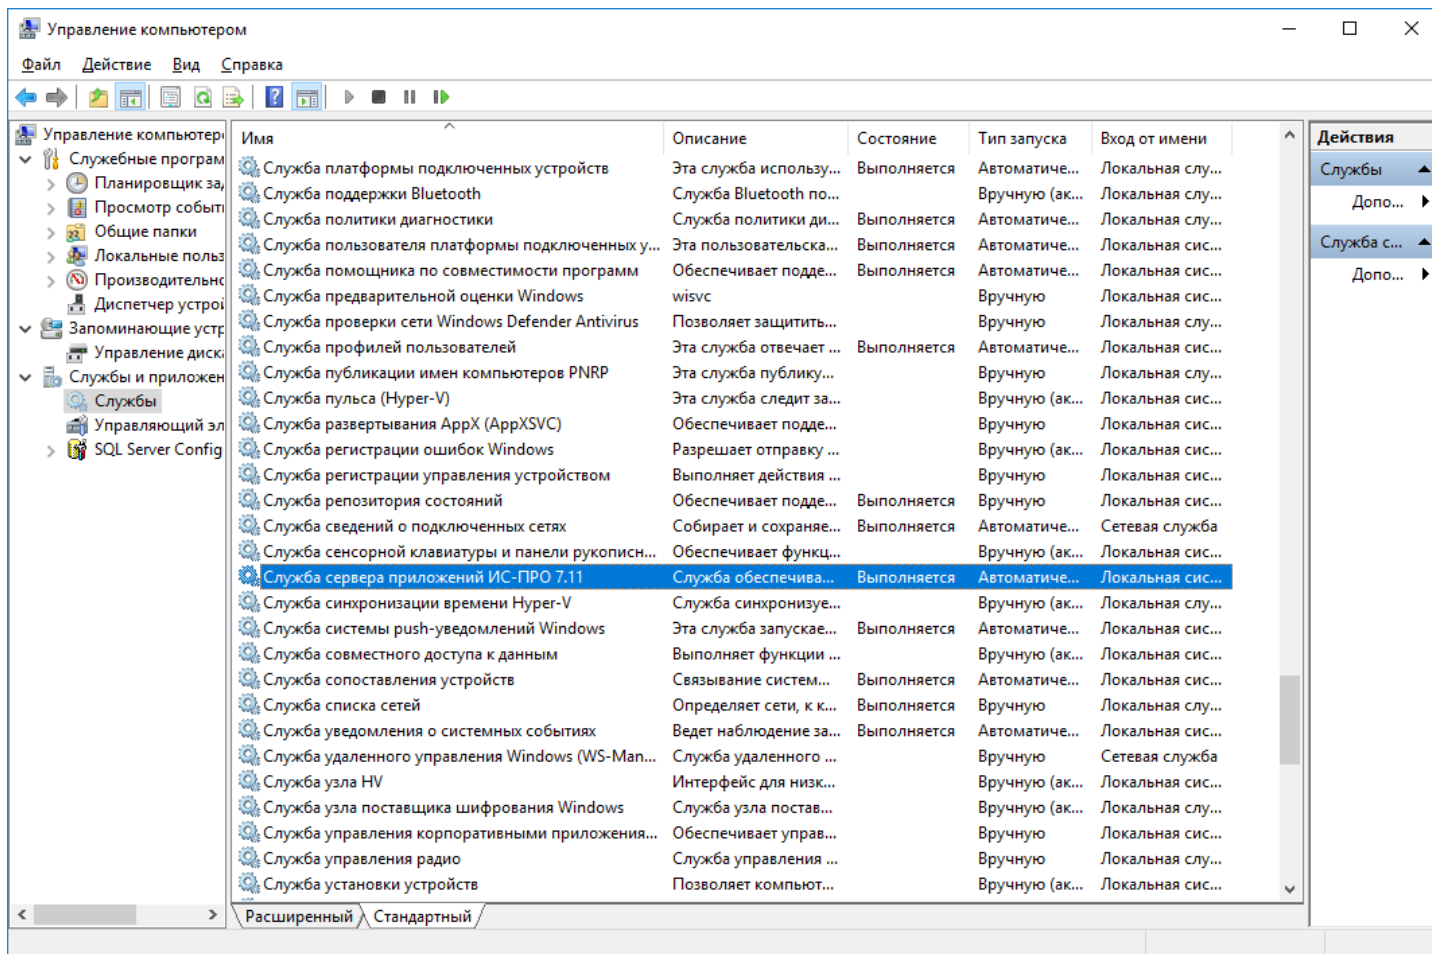 Управление компьютером
Файл Действие Вид Справка
Управление компьютер
Служебные програм
Планировщик за
Просмотр событ
Общие папки
Локальные польз
Производительно
Диспетчер устрой
Запоминающие устр
Управление диска
Службы и приложен
Службы
Управляющий эл
SQL Server Config
Имя Описание Состояние Тип запуска Вход от имени
Служба платформы подключенных устройств Эта служба использу... Выполняется Автоматиче... Локальная слу...
Служба поддержки Bluetooth Служба Bluetooth по... Вручную (ак... Локальная слу...
Служба политики диагностики Служба политики ди... Выполняется Автоматиче... Локальная слу...
Служба пользователя платформы подключенных у... Эта пользовательска... Выполняется Автоматиче... Локальная сис...
Служба помощника по совместимости программ Обеспечивает подде... Выполняется Автоматиче... Локальная сис...
Служба предварительной оценки Windows wisvc Вручную Локальная сис...
Служба проверки сети Windows Defender Antivirus Позволяет защитить... Вручную Локальная слу...
Служба профилей пользователей Эта служба отвечает ... Выполняется Автоматиче... Локальная сис...
Служба публикации имен компьютеров PNRP Эта служба публику... Вручную Локальная слу...
Служба пульса (Hyper-V) Эта служба следит за... Вручную (ак... Локальная сис...
Служба развертывания AppX (AppXSVC) Обеспечивает подде... Вручную Локальная сис...
Служба регистрации ошибок Windows Разрешает отправку ... Вручную (ак... Локальная сис...
Служба регистрации управления устройством Выполняет действия ... Вручную Локальная сис...
Служба репозитория состояний Обеспечивает подде... Выполняется Вручную Локальная сис...
Служба сведений о подключенных сетях Собирает и сохраняе... Выполняется Автоматиче... Сетевая служба
Служба сенсорной клавиатуры и панели рукописн... Обеспечивает функц... Вручную (ак... Локальная сис...
Служба сервера приложений ИС-ПРО 7.11 Служба обеспечива... Выполняется Автоматиче... Локальная сис...
Служба синхронизации времени Hyper-V Служба синхронизуе... Вручную (ак... Локальная слу...
Служба системы push-уведомлений Windows Эта служба запускае... Выполняется Автоматиче... Локальная сис...
Служба совместного доступа к данным Выполняет функции ... Вручную (ак... Локальная сис...
Служба сопоставления устройств Связывание систем... Выполняется Автоматиче... Локальная сис...
Служба списка сетей Определяет сети, к к... Выполняется Вручную Локальная слу...
Служба уведомления о системных событиях Ведет наблюдение за... Выполняется Автоматиче... Локальная сис...
Служба удаленного управления Windows (WS-Man... Служба удаленного ... Вручную Сетевая служба
Служба узла HV Интерфейс для низк... Вручную (ак... Локальная сис...
Служба узла поставщика шифрования Windows Служба узла постав... Вручную (ак... Локальная слу...
Служба управления корпоративными приложения... Обеспечивает управ... Вручную Локальная сис...
Служба управления радио Служба управления ... Вручную Локальная слу...
Служба установки устройств Позволяет компьют... Вручную (ак... Локальная сис...
Расширенный Стандартный
Действия
Службы
Допо...
Служба с...
Допо...